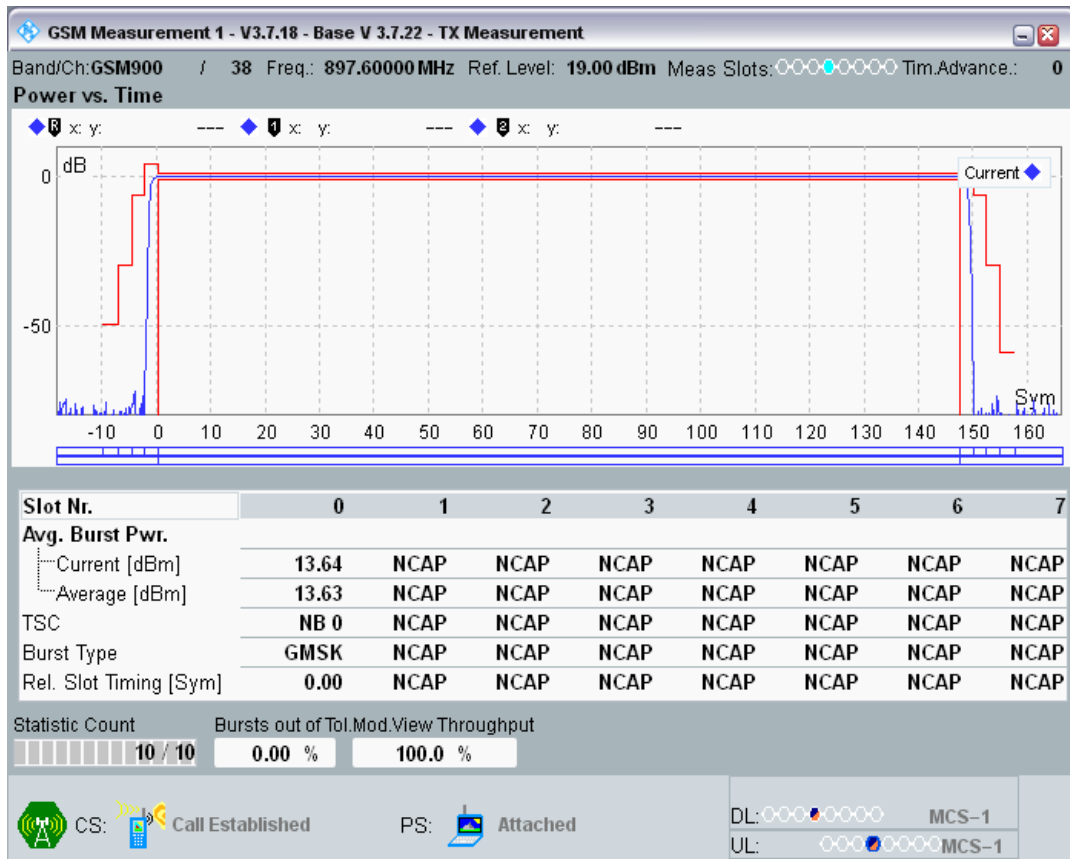 GSM Measurement 1 - V3.7.18 - Base V 3.7.22 - TX Measurement
Band/Ch:GSM900 / 38 Freq.: 897.60000 MHz Ref. Level: 19.00 dBm Meas Slots: Tim.Advance.: 0
Power vs. Time
R x: y: --- 1 x: y: --- 2 x: y: ---
dB
Current
0
-50
Sym
-10 0 10 20 30 40 50 60 70 80 90 100 110 120 130 140 150 160
Slot Nr. 0 1 2 3 4 5 6 7
Avg. Burst Pwr.
Current [dBm] 13.64 NCAP NCAP NCAP NCAP NCAP NCAP NCAP
Average [dBm] 13.63 NCAP NCAP NCAP NCAP NCAP NCAP NCAP
TSC NB 0 NCAP NCAP NCAP NCAP NCAP NCAP NCAP
Burst Type GMSK NCAP NCAP NCAP NCAP NCAP NCAP NCAP
Rel. Slot Timing [Sym] 0.00 NCAP NCAP NCAP NCAP NCAP NCAP NCAP
Statistic Count Bursts out of Tol.Mod.View Throughput
10 / 10 0.00 % 100.0 %
CS: Call Established PS: Attached
DL: MCS-1
UL: MCS-1